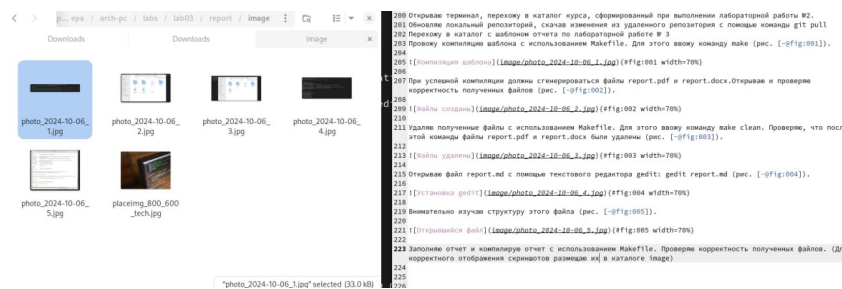 p... epa / arch-pc / labs / lab03 / report / image
Downloads
Downloads
image
photo_2024-10-06_1.jpg
photo_2024-10-06_2.jpg
photo_2024-10-06_3.jpg
photo_2024-10-06_4.jpg
photo_2024-10-06_5.jpg
placeimg_800_600_tech.jpg
"photo_2024-10-06_1.jpg" selected (33.0 kB)
200 Открываю терминал, перехожу в каталог курса, сформированный при выполнении лабораторной работы №2.
201 Обновляю локальный репозиторий, скачав изменения из удаленного репозитория с помощью команды git pull
202 Перехожу в каталог с шаблоном отчета по лабораторной работе № 3
203 Провожу компиляцию шаблона с использованием Makefile. Для этого ввожу команду make (рис. [-@fig:001]).
204
205 ![Компиляция шаблона](image/photo_2024-10-06_1.jpg){#fig:001 width=70%}
206
207 При успешной компиляции должны сгенерироваться файлы report.pdf и report.docx.Открываю и проверяю
корректность полученных файлов (рис. [-@fig:002]).
208
209 ![Файлы созданы](image/photo_2024-10-06_2.jpg){#fig:002 width=70%}
210
211 Удаляю полученные файлы с использованием Makefile. Для этого ввожу команду make clean. Проверяю, что посл
этой команды файлы report.pdf и report.docx были удалены (рис. [-@fig:003]).
212
213 ![Файлы удалены](image/photo_2024-10-06_3.jpg){#fig:003 width=70%}
214
215 Открываю файл report.md с помощью текстового редактора gedit: gedit report.md (рис. [-@fig:004]).
216
217 ![Установка gedit](image/photo_2024-10-06_4.jpg){#fig:004 width=70%}
218
219 Внимательно изучаю структуру этого файла (рис. [-@fig:005]).
220
221 ![Открывшийся файл](image/photo_2024-10-06_5.jpg){#fig:005 width=70%}
222
223 Заполняю отчет и компилирую отчет с использованием Makefile. Проверяю корректность полученных файлов. (Дл
корректного отображения скриншотов размещаю их в каталоге image)
224
225
226